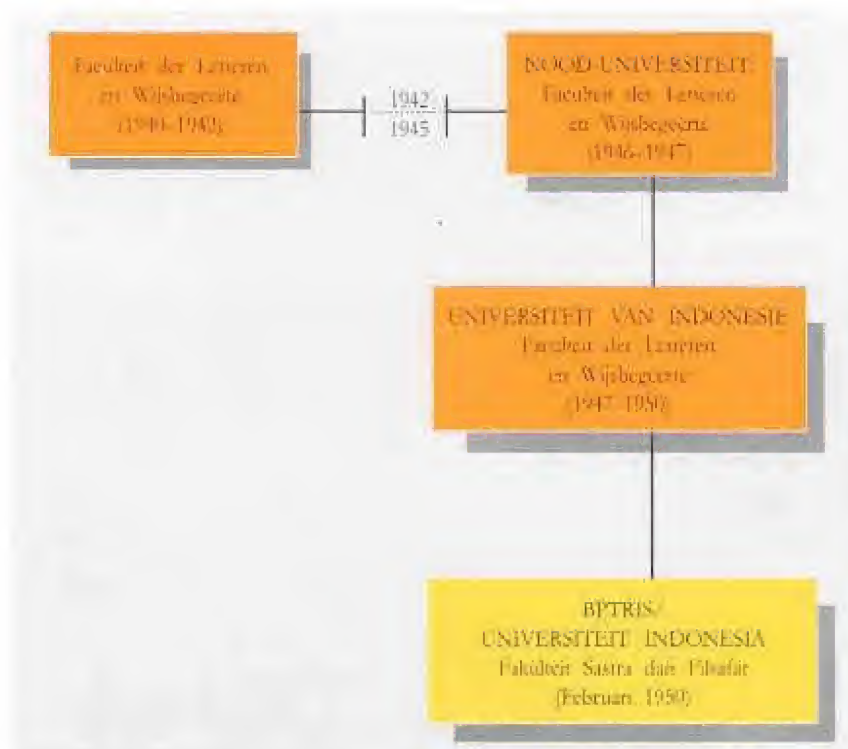 Faculteit der Letteren
en Wijsbegeerte
(1940-1942)
1942
1945
NOOD-UNIVERSITEIT
Faculteit der Letteren
en Wijsbegeerte
(1946-1947)
UNIVERSITEIT VAN INDONESIE
Faculteit der Letteren
en Wijsbegeerte
(1947-1950)
BPTRIS/
UNIVERSITEIT INDONESIA
Fakulteit Sastra dan Filsafat
(Februari, 1950)